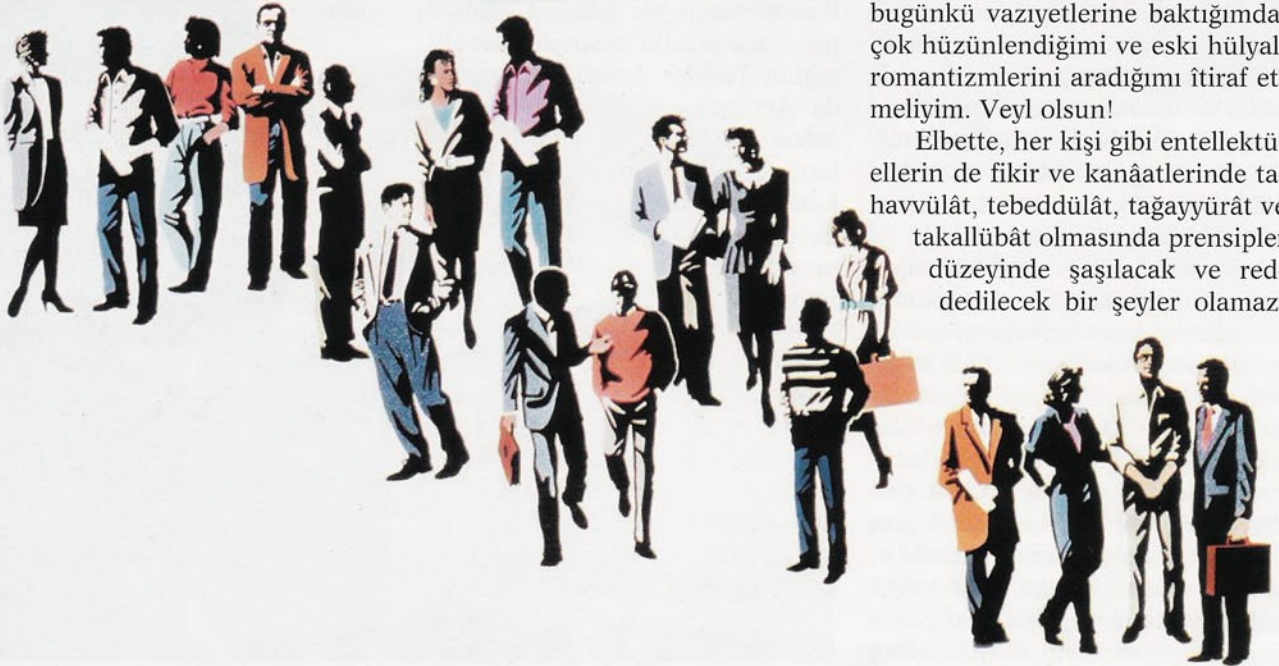 bugünkü vazıyetlerine baktığımda
çok hüzünlendiğimi ve eski hülyalı
romantizmlerini aradığımı îtiraf et-
meliyim. Veyl olsun!
Elbette, her kişi gibi entellektü-
ellerin de fikir ve kanâatlerinde ta-
havvülât, tebeddülât, tağayyürât ve
takallübât olmasında prensipler
düzeyinde şaşılacak ve red-
dedilecek bir şeyler olamaz.